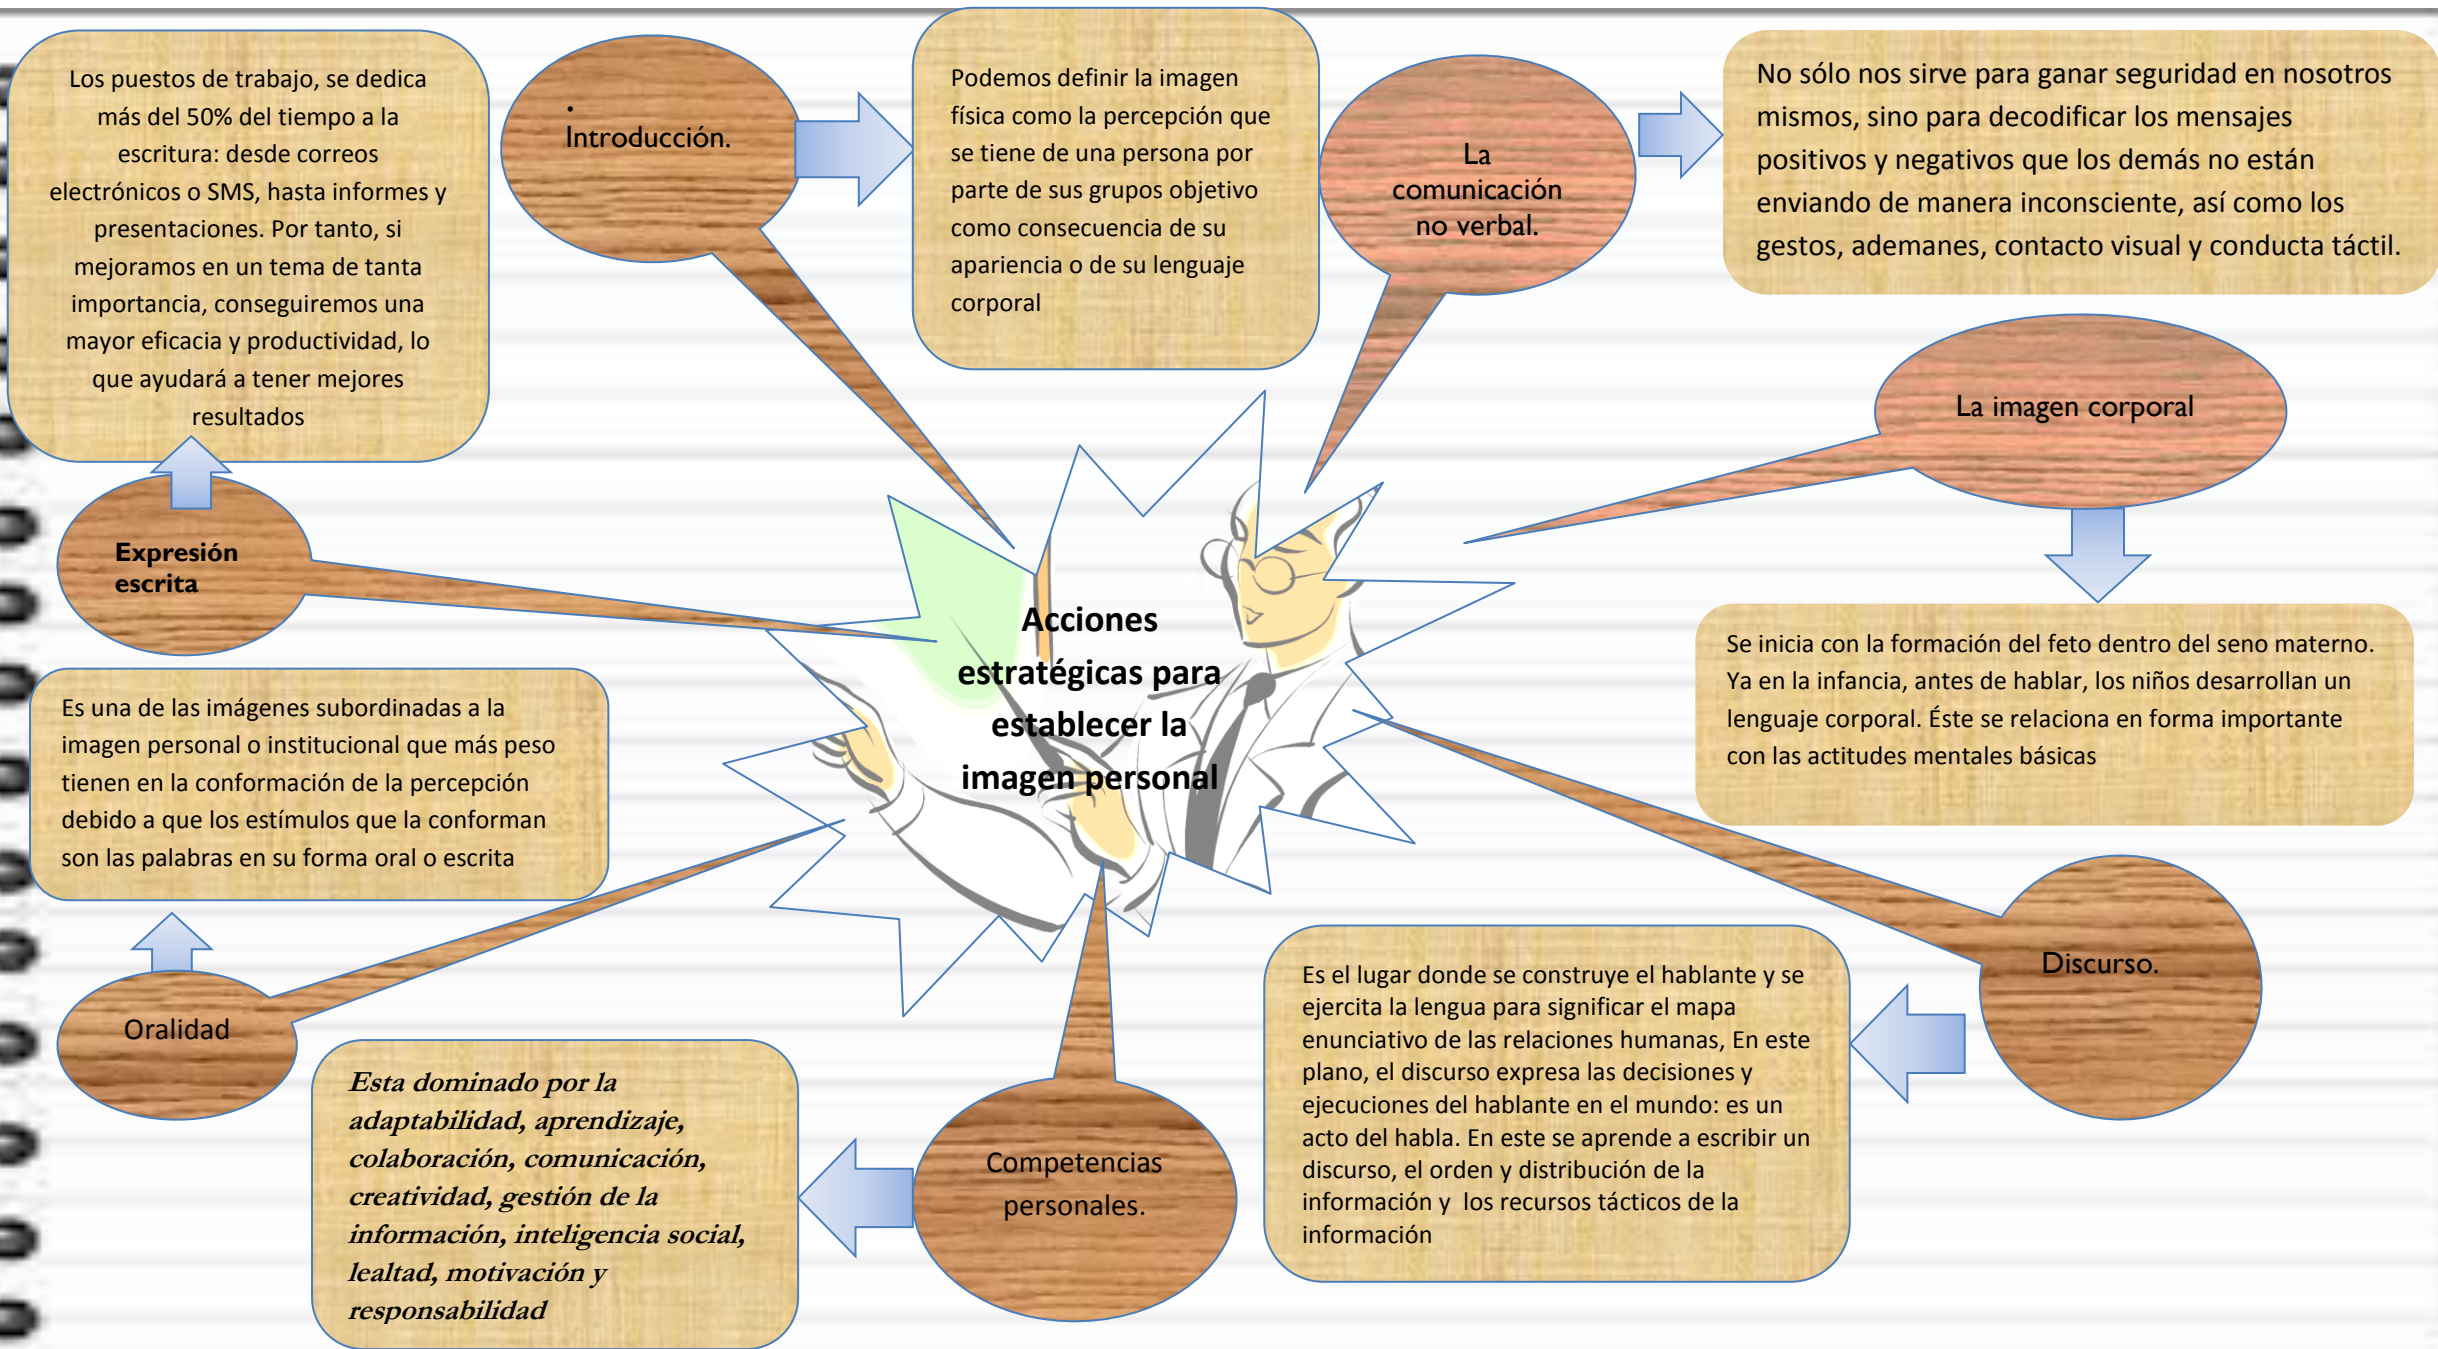 Los puestos de trabajo, se dedica
más del 50% del tiempo a la
escritura: desde correos
electrónicos o SMS, hasta informes y
presentaciones. Por tanto, si
mejoramos en un tema de tanta
importancia, conseguiremos una
mayor eficacia y productividad, lo
que ayudará a tener mejores
resultados
.
Introducción.
Podemos definir la imagen
física como la percepción que
se tiene de una persona por
parte de sus grupos objetivo
como consecuencia de su
apariencia o de su lenguaje
corporal
La
comunicación
no verbal.
No sólo nos sirve para ganar seguridad en nosotros
mismos, sino para decodificar los mensajes
positivos y negativos que los demás no están
enviando de manera inconsciente, así como los
gestos, ademanes, contacto visual y conducta táctil.
La imagen corporal
Expresión
escrita
Acciones
estratégicas para
establecer la
imagen personal
Se inicia con la formación del feto dentro del seno materno.
Ya en la infancia, antes de hablar, los niños desarrollan un
lenguaje corporal. Éste se relaciona en forma importante
con las actitudes mentales básicas
Es una de las imágenes subordinadas a la
imagen personal o institucional que más peso
tienen en la conformación de la percepción
debido a que los estímulos que la conforman
son las palabras en su forma oral o escrita
Discurso.
Es el lugar donde se construye el hablante y se
ejercita la lengua para significar el mapa
enunciativo de las relaciones humanas, En este
plano, el discurso expresa las decisiones y
ejecuciones del hablante en el mundo: es un
acto del habla. En este se aprende a escribir un
discurso, el orden y distribución de la
información y  los recursos tácticos de la
información
Oralidad
Esta dominado por la
adaptabilidad, aprendizaje,
colaboración, comunicación,
creatividad, gestión de la
información, inteligencia social,
lealtad, motivación y
responsabilidad
Competencias
personales.